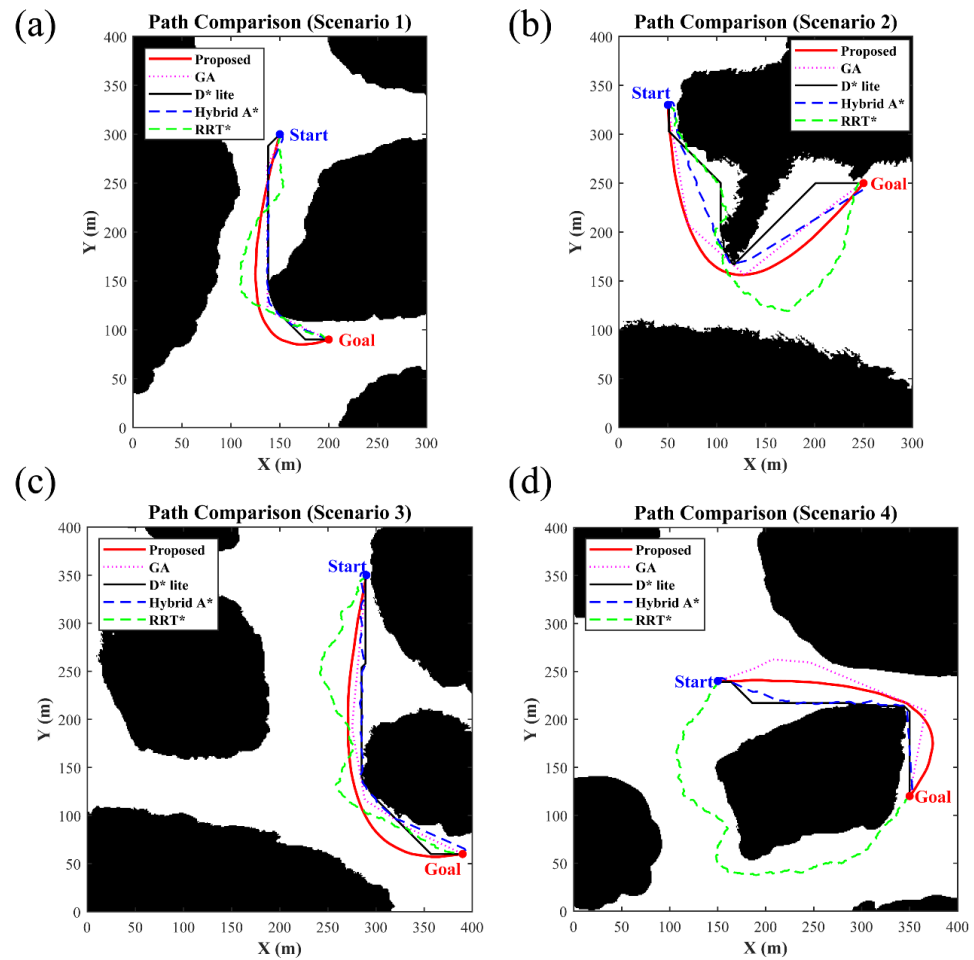 (a)
Path Comparison (Scenario 1)
Proposed
GA
D* lite
Hybrid A*
RRT*
Start
Goal
400
350
300
250
200
150
100
50
0
Y (m)
0 50 100 150 200 250 300
X (m)
(b)
Path Comparison (Scenario 2)
Proposed
GA
D* lite
Hybrid A*
RRT*
Start
Goal
400
350
300
250
200
150
100
50
0
Y (m)
0 50 100 150 200 250 300
X (m)
(c)
Path Comparison (Scenario 3)
Proposed
GA
D* lite
Hybrid A*
RRT*
Start
Goal
400
350
300
250
200
150
100
50
0
Y (m)
0 50 100 150 200 250 300 350 400
X (m)
(d)
Path Comparison (Scenario 4)
Proposed
GA
D* lite
Hybrid A*
RRT*
Start
Goal
400
350
300
250
200
150
100
50
0
Y (m)
0 50 100 150 200 250 300 350 400
X (m)